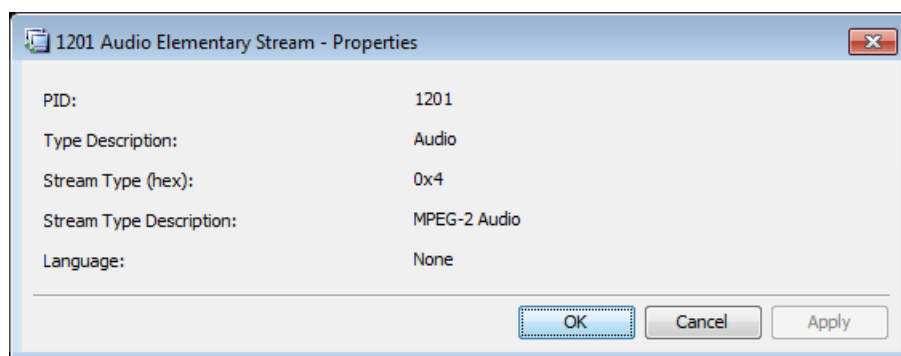 1201 Audio Elementary Stream - Properties
PID: 1201
Type Description: Audio
Stream Type (hex): 0x4
Stream Type Description: MPEG-2 Audio
Language: None
OK Cancel Apply